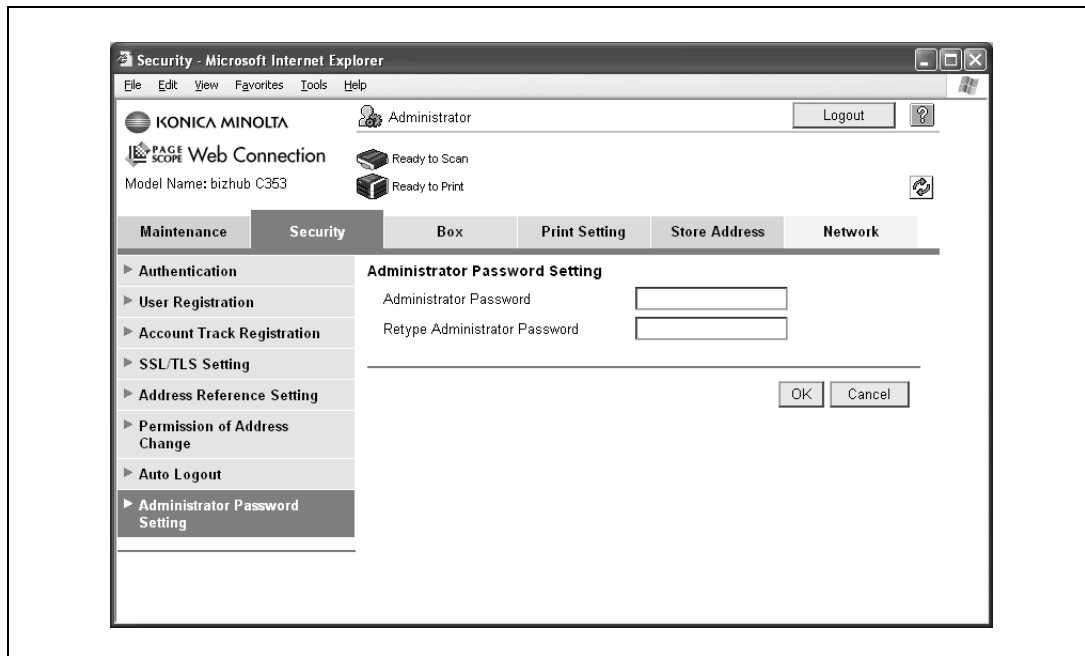 Security - Microsoft Internet Explorer
File Edit View Favorites Tools Help
KONICA MINOLTA
Administrator
Logout
?
PAGE SCOPE Web Connection
Ready to Scan
Model Name: bizhub C353
Ready to Print
Maintenance Security Box Print Setting Store Address Network
Authentication
User Registration
Account Track Registration
SSL/TLS Setting
Address Reference Setting
Permission of Address
Change
Auto Logout
Administrator Password
Setting
Administrator Password Setting
Administrator Password
Retype Administrator Password
OK Cancel